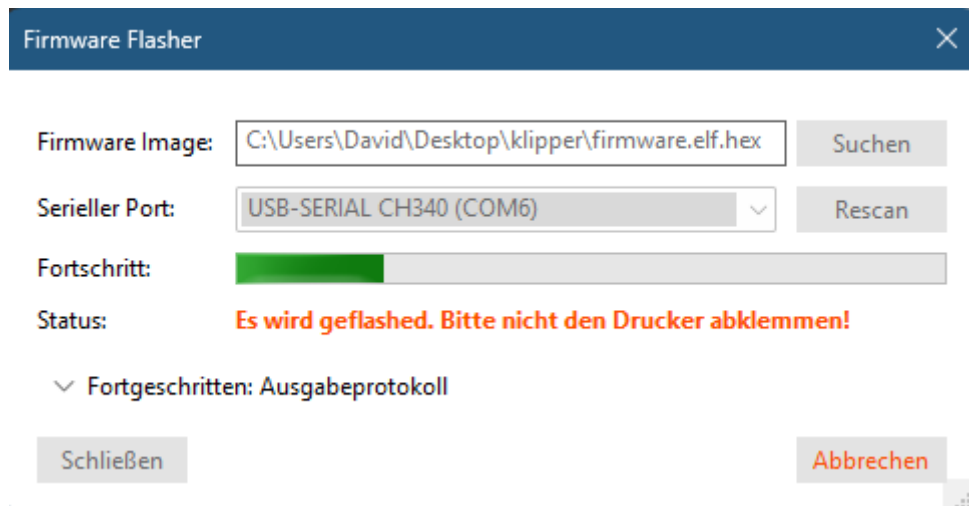 Firmware Flasher
Firmware Image: C:\Users\David\Desktop\klipper\firmware.elf.hex Suchen
Serieller Port: USB-SERIAL CH340 (COM6) Rescan
Fortschritt:
Status: Es wird geflashed. Bitte nicht den Drucker abklemmen!
Fortgeschritten: Ausgabeprotokoll
Schließen Abbrechen